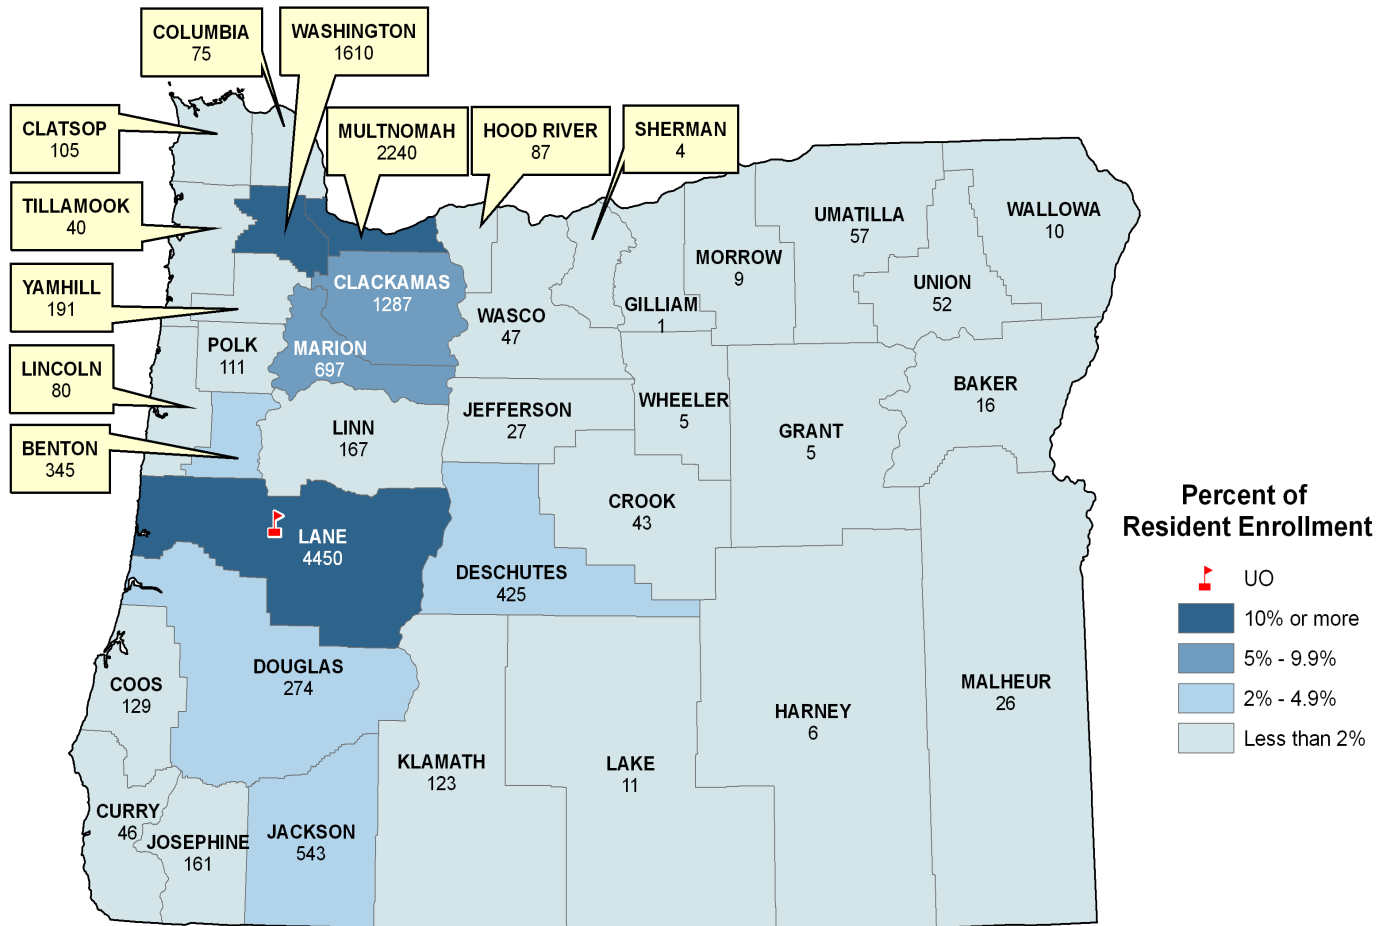 COLUMBIA
75
WASHINGTON
1610
CLATSOP
105
MULTNOMAH
2240
HOOD RIVER
87
SHERMAN
4
TILLAMOOK
40
UMATILLA
57
WALLOWA
10
MORROW
9
YAMHILL
191
CLACKAMAS
1287
UNION
52
GILLIAM
1
WASCO
47
POLK
111
MARION
697
LINCOLN
80
BAKER
16
WHEELER
5
JEFFERSON
27
LINN
167
GRANT
5
BENTON
345
CROOK
43
LANE
4450
DESCHUTES
425
DOUGLAS
274
COOS
129
MALHEUR
26
HARNEY
6
KLAMATH
123
LAKE
11
CURRY
46
JOSEPHINE
161
JACKSON
543
Percent of
Resident Enrollment
UO
10% or more
5% - 9.9%
2% - 4.9%
Less than 2%